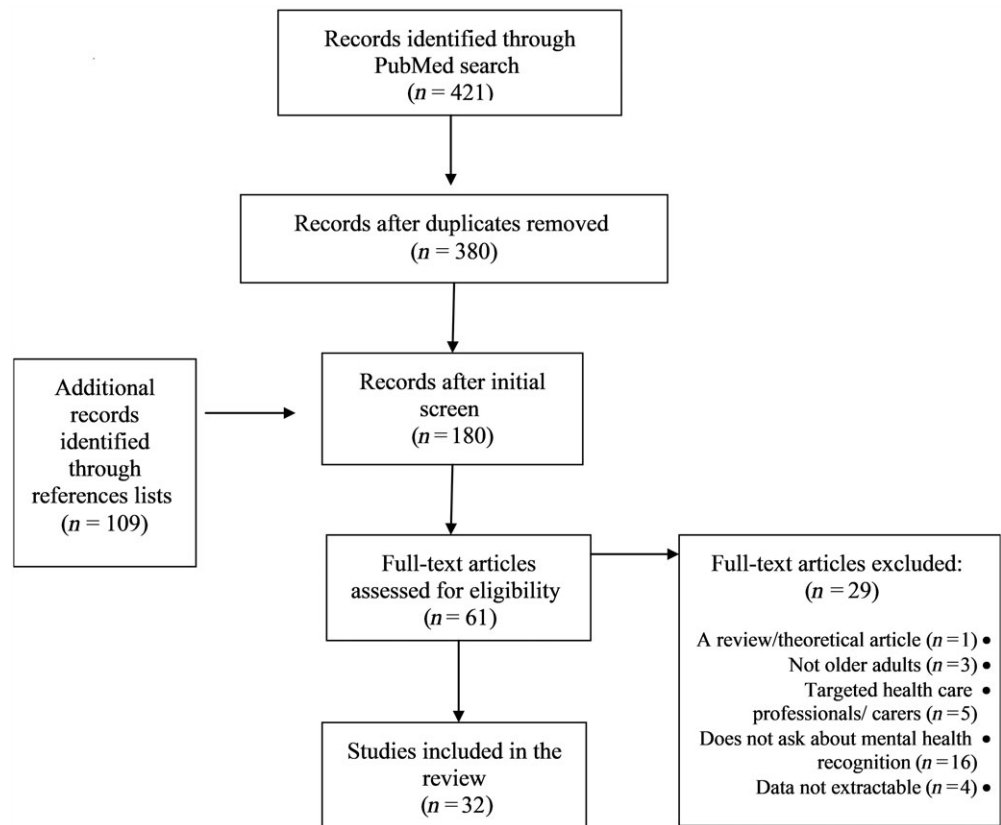 Records identified through
PubMed search
(n = 421)
Records after duplicates removed
(n = 380)
Additional
records
identified
through
references lists
(n = 109)
Records after initial
screen
(n = 180)
Full-text articles
assessed for eligibility
(n = 61)
Full-text articles excluded:
(n = 29)
A review/theoretical article (n =1) •
Not older adults (n =3) •
Targeted health care •
professionals/ carers (n =5)
Does not ask about mental health •
recognition (n =16)
Data not extractable (n =4) •
Studies included in the
review
(n = 32)